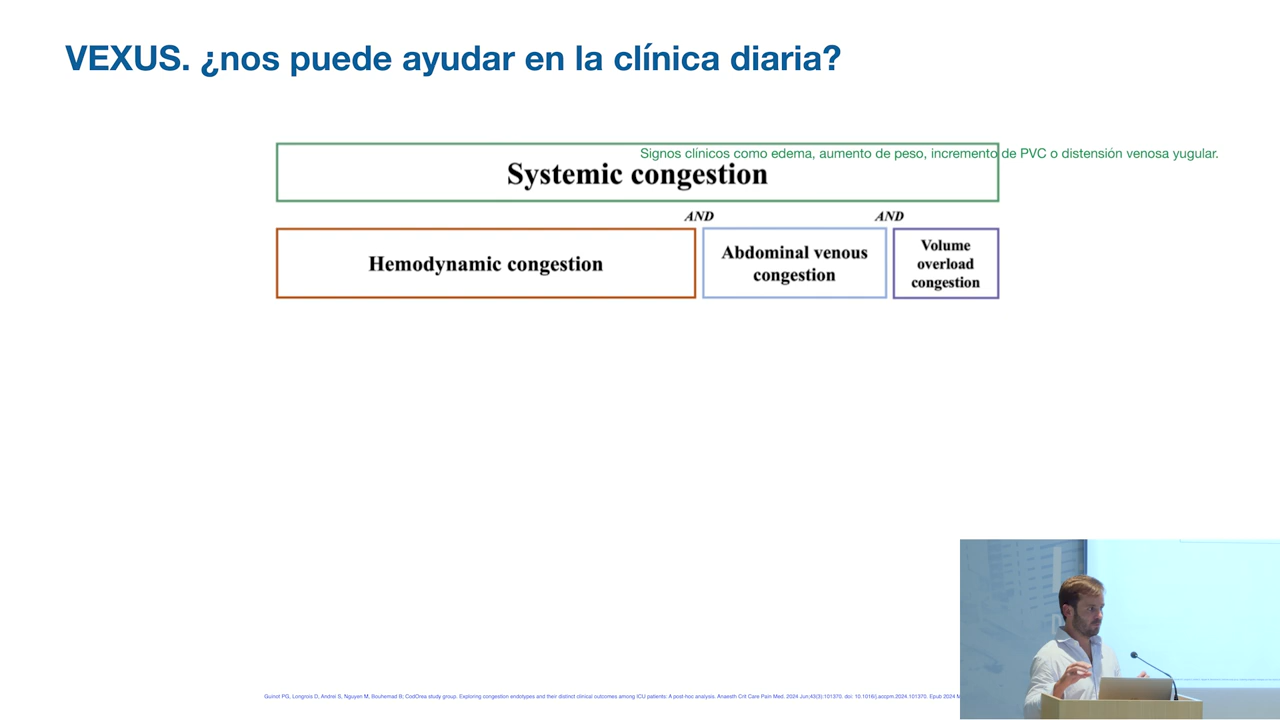 VEXUS. ¿nos puede ayudar en la clínica diaria?
Signos clínicos como edema, aumento de peso, incremento de PVC o distensión venosa yugular.
Systemic congestion
AND
AND
Hemodynamic congestion
Abdominal venous
congestion
Volume
overload
congestion
Guinot PG, Longrois D, Andrei S, Nguyen M, Bouhemad B; CodOrea study group. Exploring congestion endotypes and their distinct clinical outcomes among ICU patients: A post-hoc analysis. Anaesth Crit Care Pain Med. 2024 Jun;43(3):101370. doi: 10.1016/j.accpm.2024.101370. Epub 2024